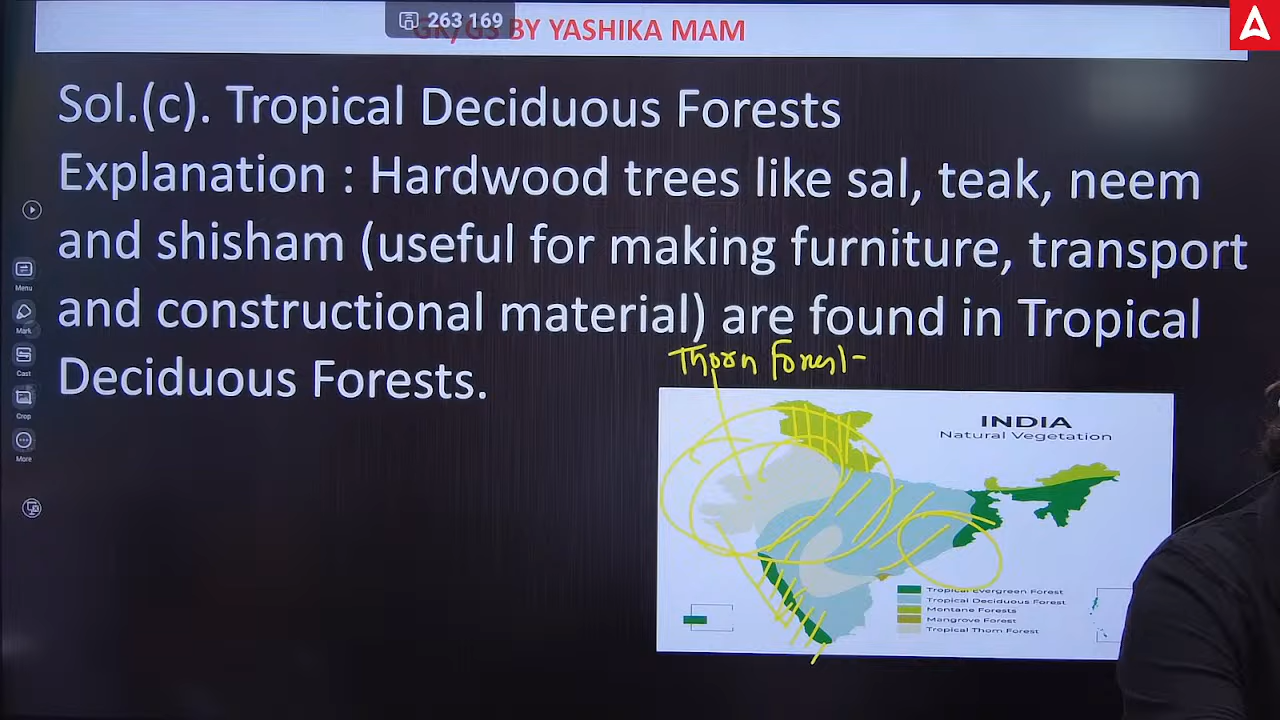 263 169
GK/GS BY YASHIKA MAM
Sol.(c). Tropical Deciduous Forests
Explanation : Hardwood trees like sal, teak, neem
and shisham (useful for making furniture, transport
and constructional material) are found in Tropical
Deciduous Forests.
Thorn Forest
INDIA
Natural Vegetation
Tropical Evergreen Forest
Tropical Deciduous Forest
Montane Forests
Mangrove Forest
Tropical Thorn Forest
Menu
Mark
Cast
Crop
More